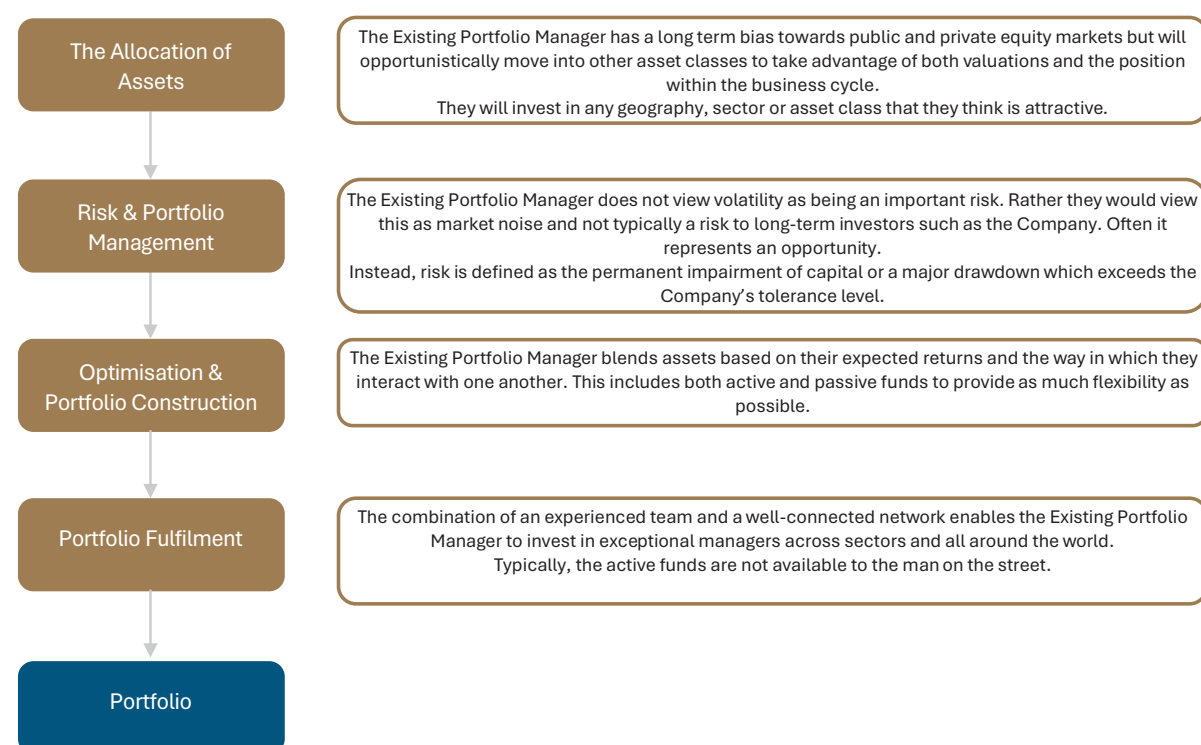 The Allocation of
Assets
The Existing Portfolio Manager has a long term bias towards public and private equity markets but will
opportunistically move into other asset classes to take advantage of both valuations and the position
within the business cycle.
They will invest in any geography, sector or asset class that they think is attractive.
Risk & Portfolio
Management
The Existing Portfolio Manager does not view volatility as being an important risk. Rather they would view
this as market noise and not typically a risk to long-term investors such as the Company. Often it
represents an opportunity.
Instead, risk is defined as the permanent impairment of capital or a major drawdown which exceeds the
Company’s tolerance level.
Optimisation &
Portfolio Construction
The Existing Portfolio Manager blends assets based on their expected returns and the way in which they
interact with one another. This includes both active and passive funds to provide as much flexibility as
possible.
Portfolio Fulfilment
The combination of an experienced team and a well-connected network enables the Existing Portfolio
Manager to invest in exceptional managers across sectors and all around the world.
Typically, the active funds are not available to the man on the street.
Portfolio